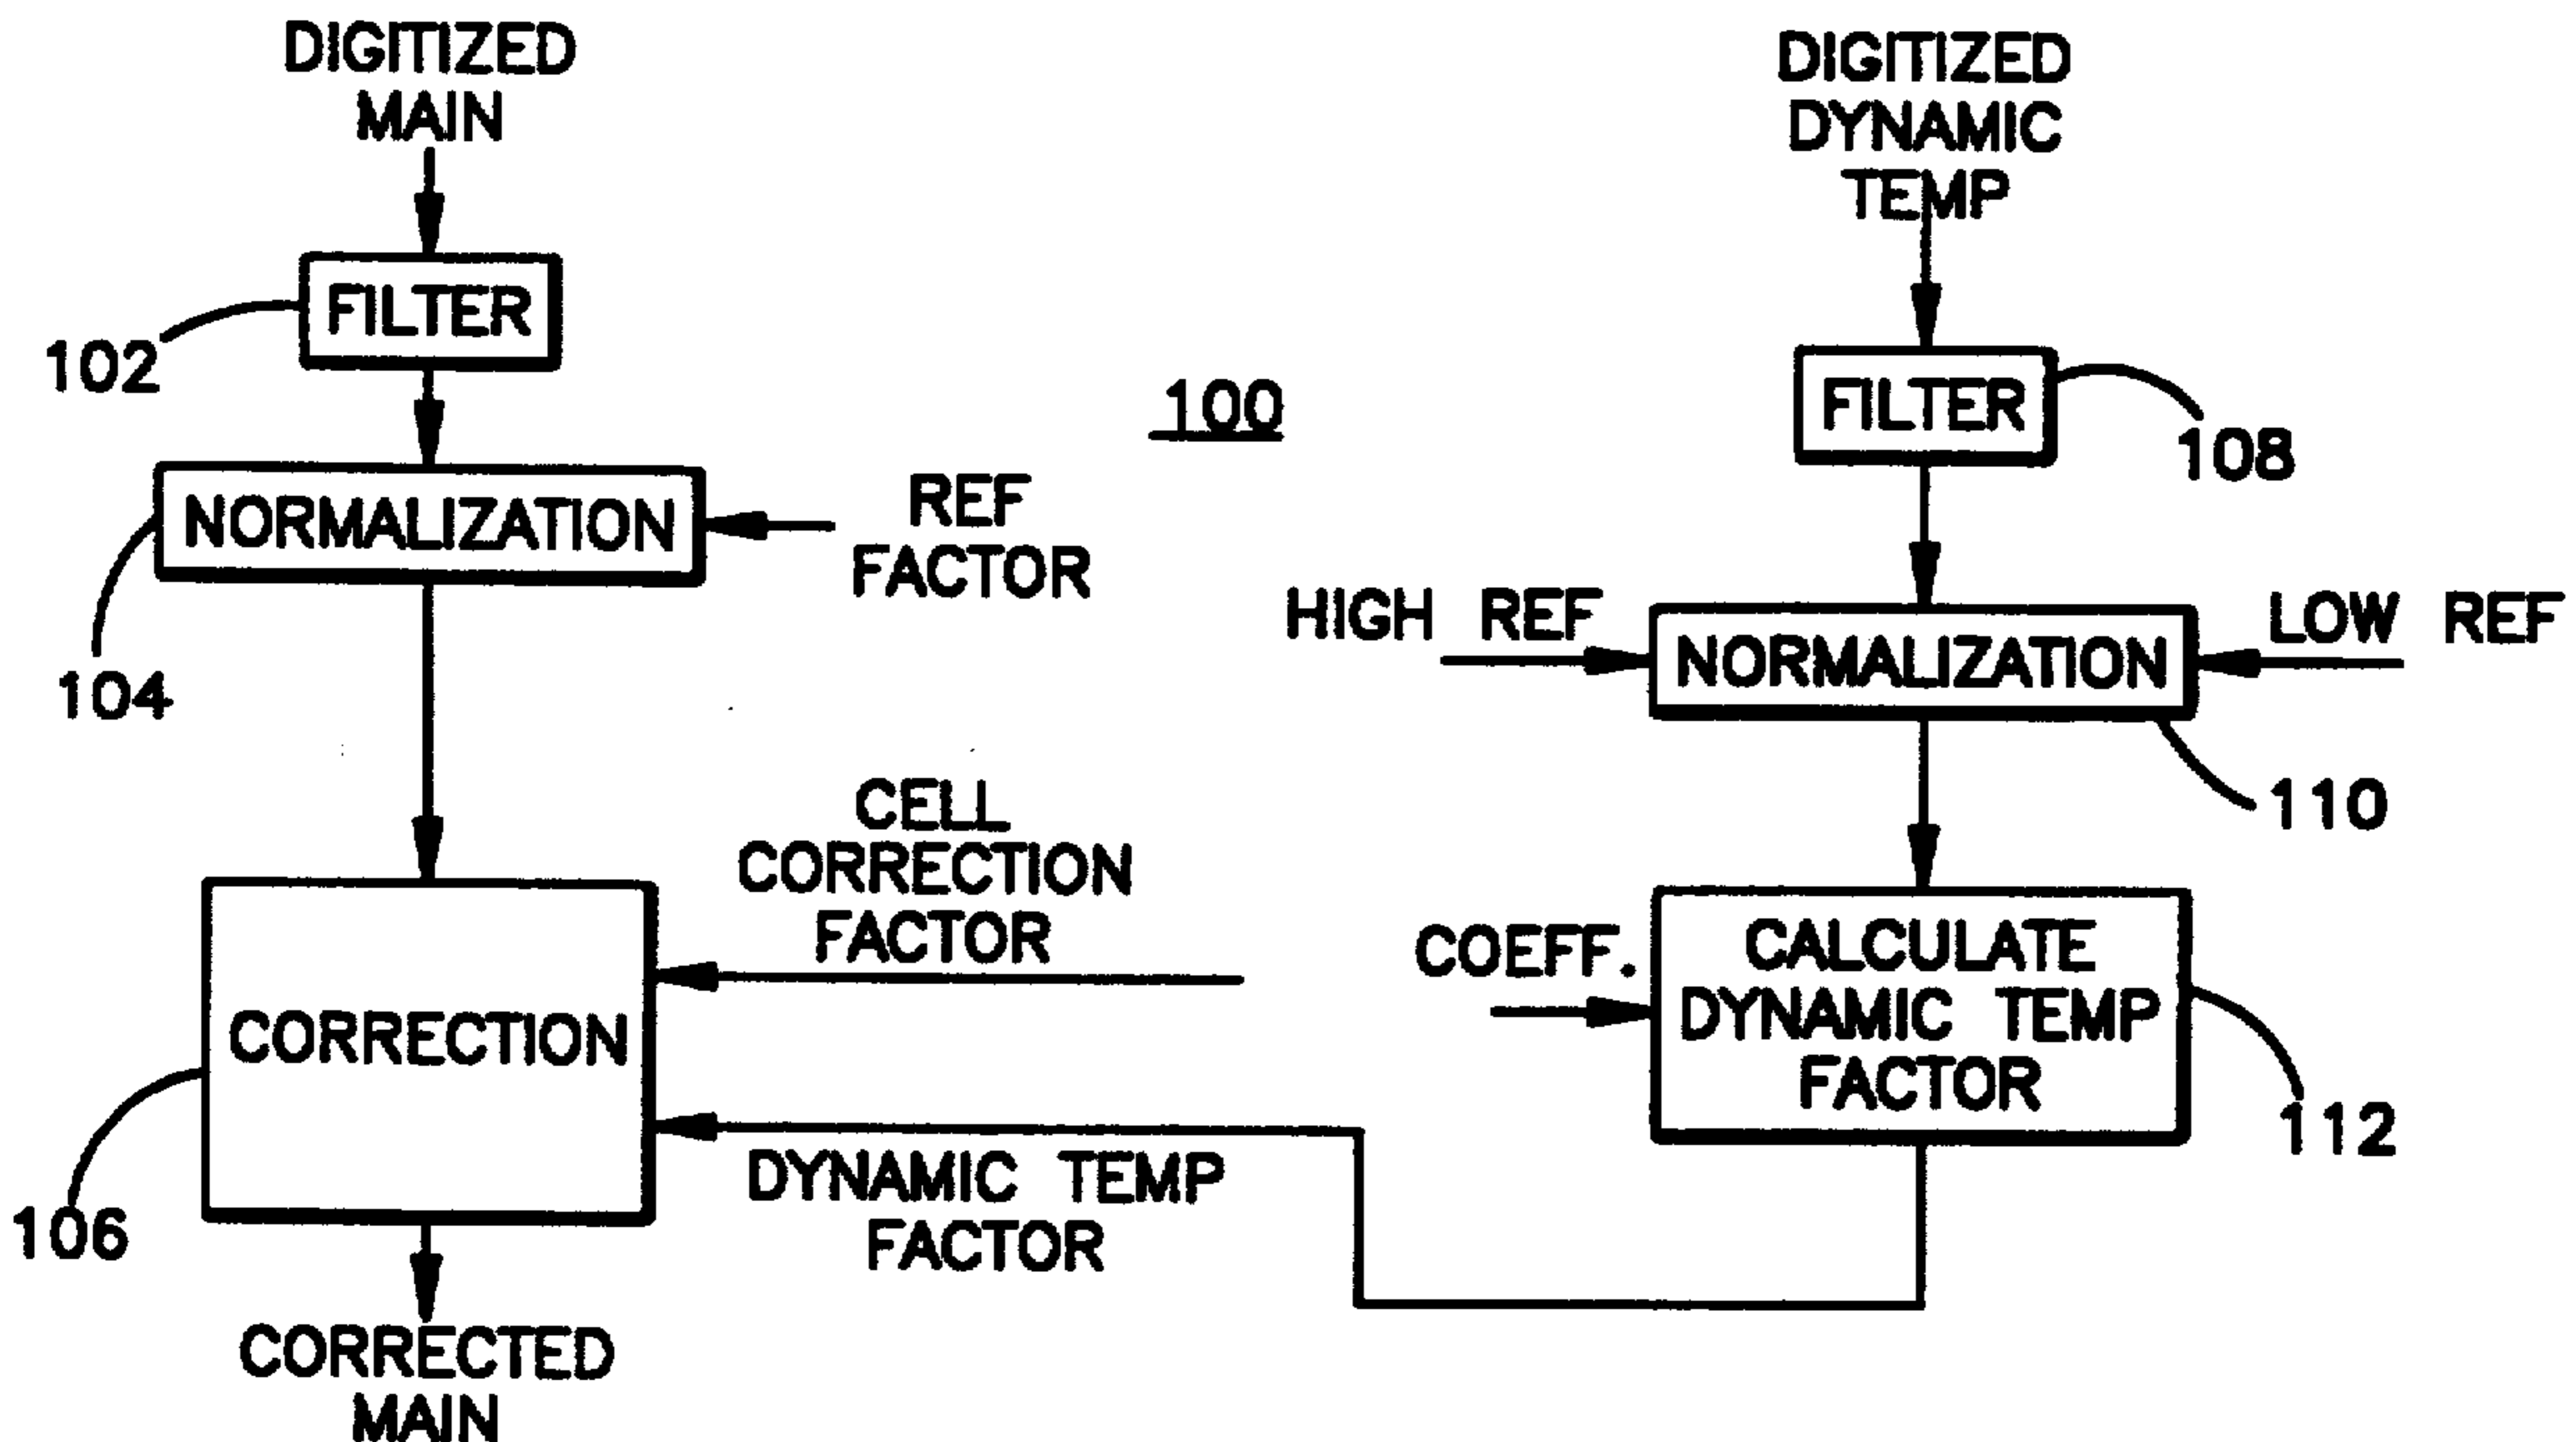 DIGITIZED
MAIN
FILTER
102
NORMALIZATION
104
REF
FACTOR
CELL
CORRECTION
FACTOR
CORRECTION
106
DYNAMIC TEMP
FACTOR
CORRECTED
MAIN
100
DIGITIZED
DYNAMIC
TEMP
FILTER
108
HIGH REF
LOW REF
NORMALIZATION
110
COEFF.
CALCULATE
DYNAMIC TEMP
FACTOR
112